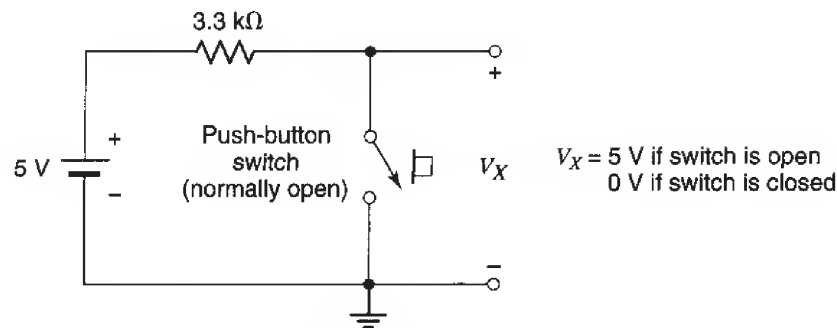 3.3 kΩ
+
+
5 V
−
Push-button
switch
(normally open)
V_X
V_X = 5 V if switch is open
0 V if switch is closed
−